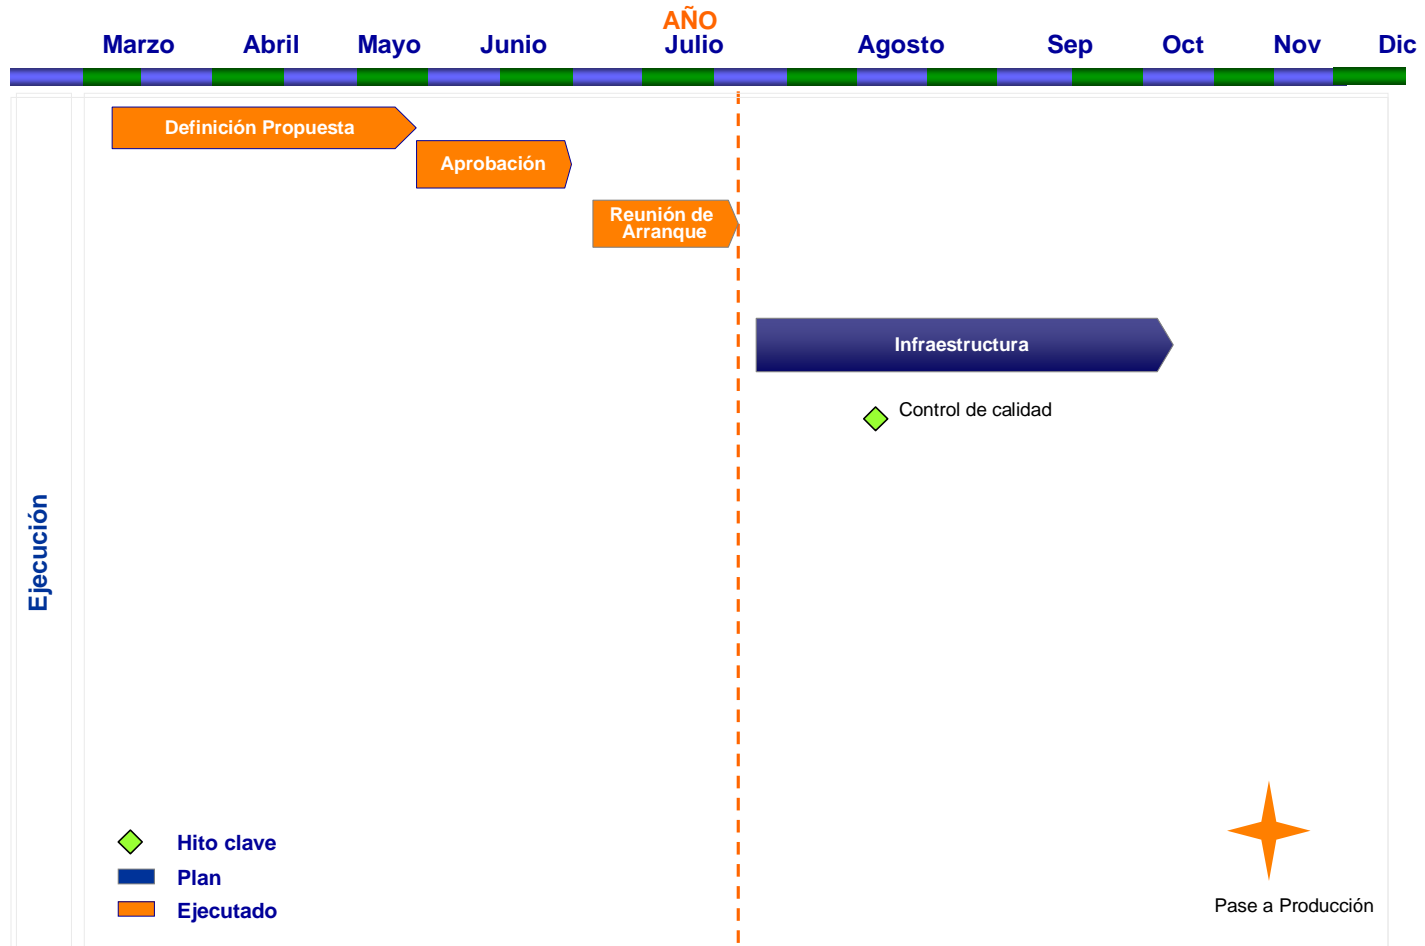 AÑO
Marzo Abril Mayo Junio Julio Agosto Sep Oct Nov Dic
Definición Propuesta
Aprobación
Reunión de
Arranque
Infraestructura
Control de calidad
Ejecución
Hito clave
Plan
Ejecutado
Pase a Producción